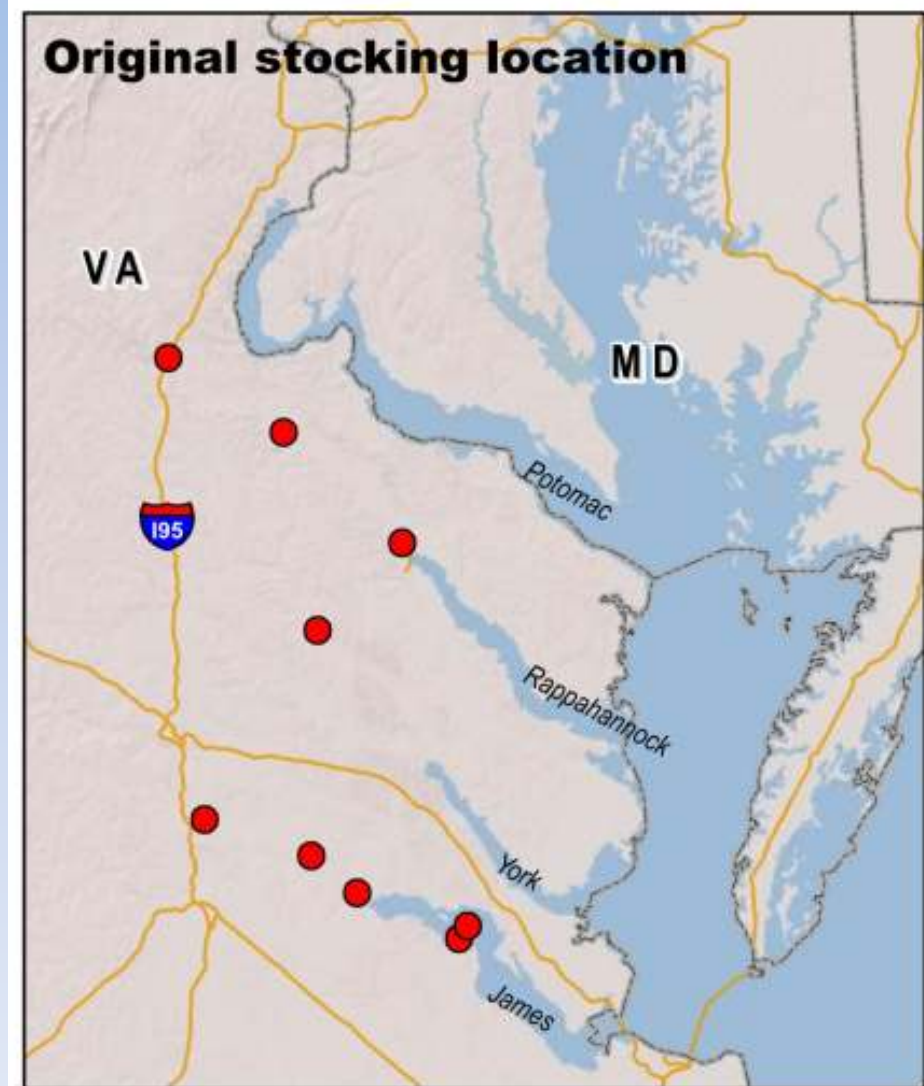 Original stocking location
VA
MD
Potomac
I95
Rappahannock
York
James